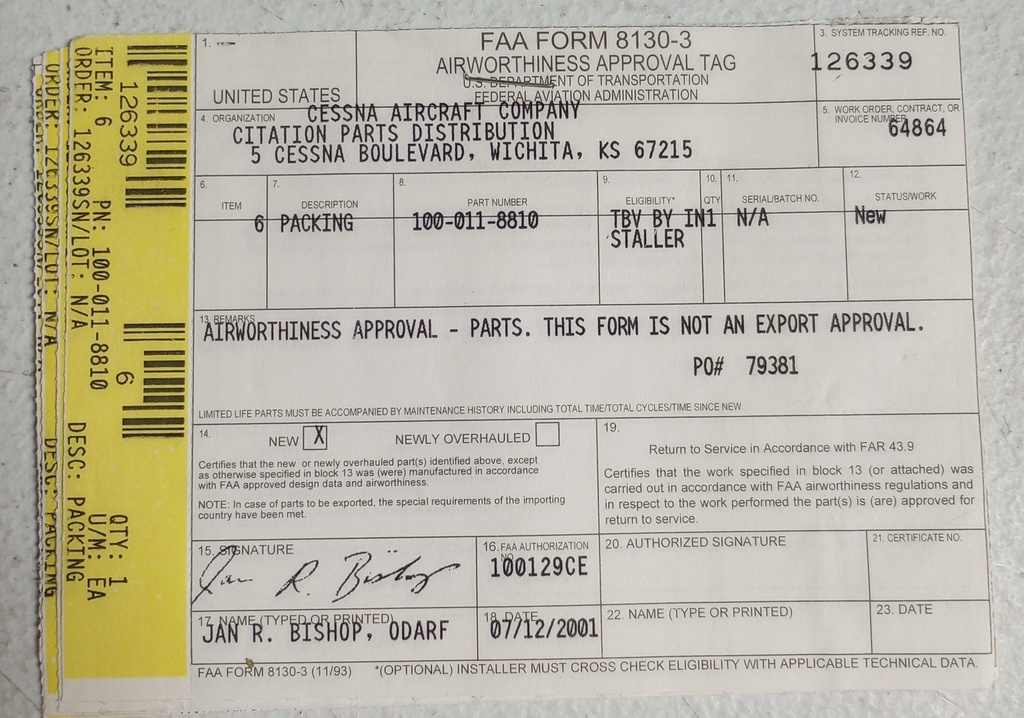 1.
UNITED STATES
FAA FORM 8130-3
AIRWORTHINESS APPROVAL TAG
U.S. DEPARTMENT OF TRANSPORTATION
FEDERAL AVIATION ADMINISTRATION
3. SYSTEM TRACKING REF. NO.
126339
4. ORGANIZATION CESSNA AIRCRAFT COMPANY
CITATION PARTS DISTRIBUTION
5 CESSNA BOULEVARD, WICHITA, KS 67215
5. WORK ORDER, CONTRACT, OR
INVOICE NUMBER
64864
6. ITEM
7. DESCRIPTION
8. PART NUMBER
9. ELIGIBILITY*
10. QTY
11. SERIAL/BATCH NO.
12. STATUS/WORK
6 PACKING 100-011-8810 TBV BY IN1 N/A New
STALLER
13. REMARKS
AIRWORTHINESS APPROVAL - PARTS. THIS FORM IS NOT AN EXPORT APPROVAL.
PO# 79381
LIMITED LIFE PARTS MUST BE ACCOMPANIED BY MAINTENANCE HISTORY INCLUDING TOTAL TIME/TOTAL CYCLES/TIME SINCE NEW
14. NEW X NEWLY OVERHAULED
Certifies that the new or newly overhauled part(s) identified above, except
as otherwise specified in block 13 was (were) manufactured in accordance
with FAA approved design data and airworthiness.
NOTE: In case of parts to be exported, the special requirements of the importing
country have been met.
19.
Return to Service in Accordance with FAR 43.9
Certifies that the work specified in block 13 (or attached) was
carried out in accordance with FAA airworthiness regulations and
in respect to the work performed the part(s) is (are) approved for
return to service.
15. SIGNATURE
Jan R. Bishop
16. FAA AUTHORIZATION
NO.
100129CE
20. AUTHORIZED SIGNATURE
21. CERTIFICATE NO.
17. NAME (TYPED OR PRINTED)
JAN R. BISHOP, ODARF
18. DATE
07/12/2001
22. NAME (TYPE OR PRINTED)
23. DATE
FAA FORM 8130-3 (11/93) *(OPTIONAL) INSTALLER MUST CROSS CHECK ELIGIBILITY WITH APPLICABLE TECHNICAL DATA.
126339 6 QTY: 1
U/M: EA
ITEM: 6 PN: 100-011-8810 DESC: PACKING
ORDER: 126339SN/LOT: N/A
ORDER: 126339SN/LOT: N/A DESC: PACKING